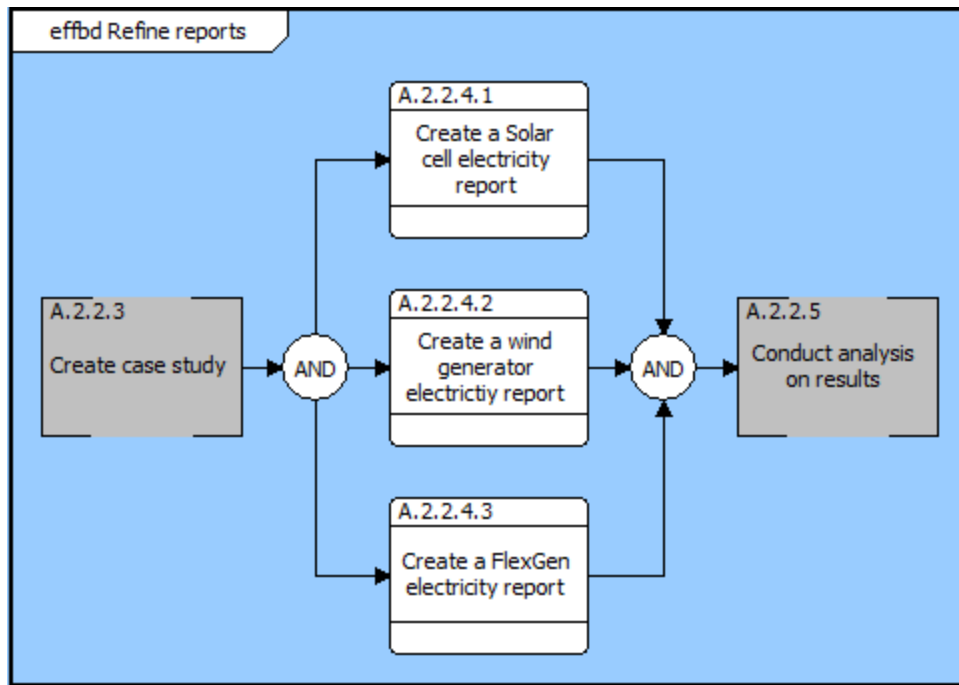 effbd Refine reports
A.2.2.4.1
Create a Solar
cell electricity
report
A.2.2.3
Create case study
AND
A.2.2.4.2
Create a wind
generator
electrictiy report
AND
A.2.2.5
Conduct analysis
on results
A.2.2.4.3
Create a FlexGen
electricity report